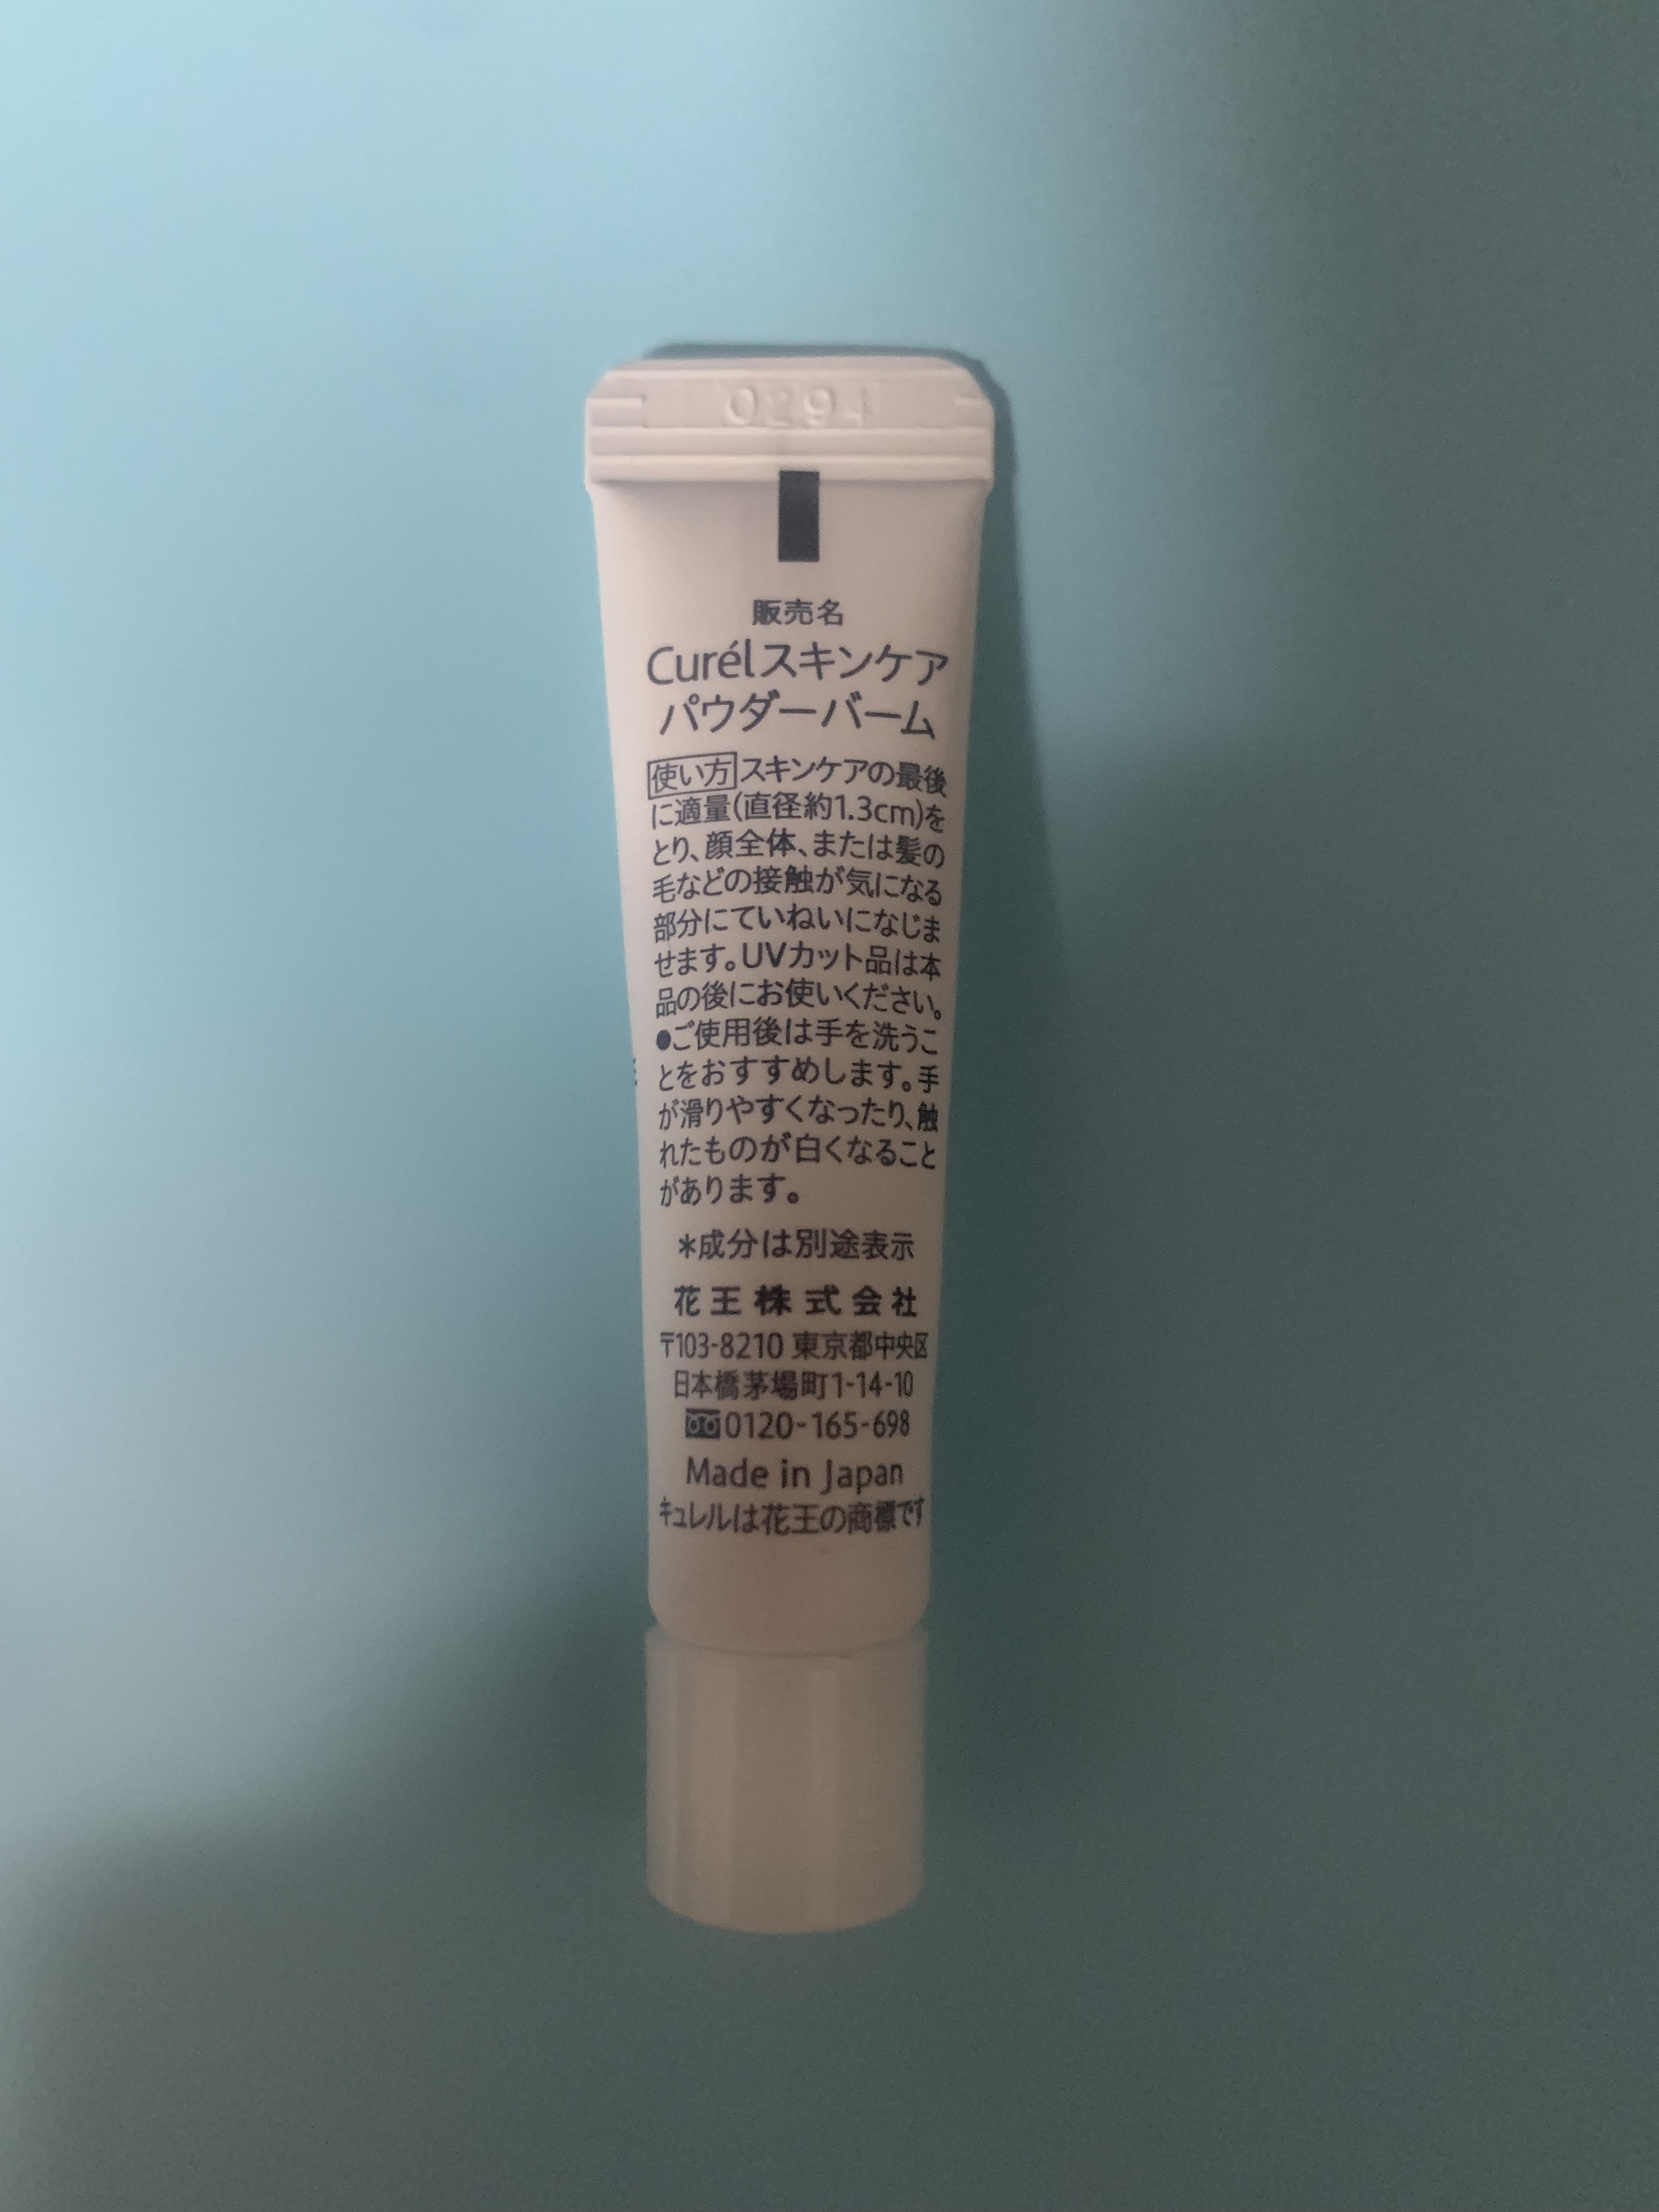 販売名
Curélスキンケア
パウダーバーム
使い方 スキンケアの最後
に適量(直径約1.3cm)を
とり、顔全体、または髪の
毛などの接触が気になる
部分にていねいになじま
せます。UVカット品は本
品の後にお使いください。
●ご使用後は手を洗うこ
とをおすすめします。手
が滑りやすくなったり、触
れたものが白くなること
があります。
*成分は別途表示
花王株式会社
〒103-8210 東京都中央区
日本橋茅場町1-14-10
0120-165-698
Made in Japan
キュレルは花王の商標です